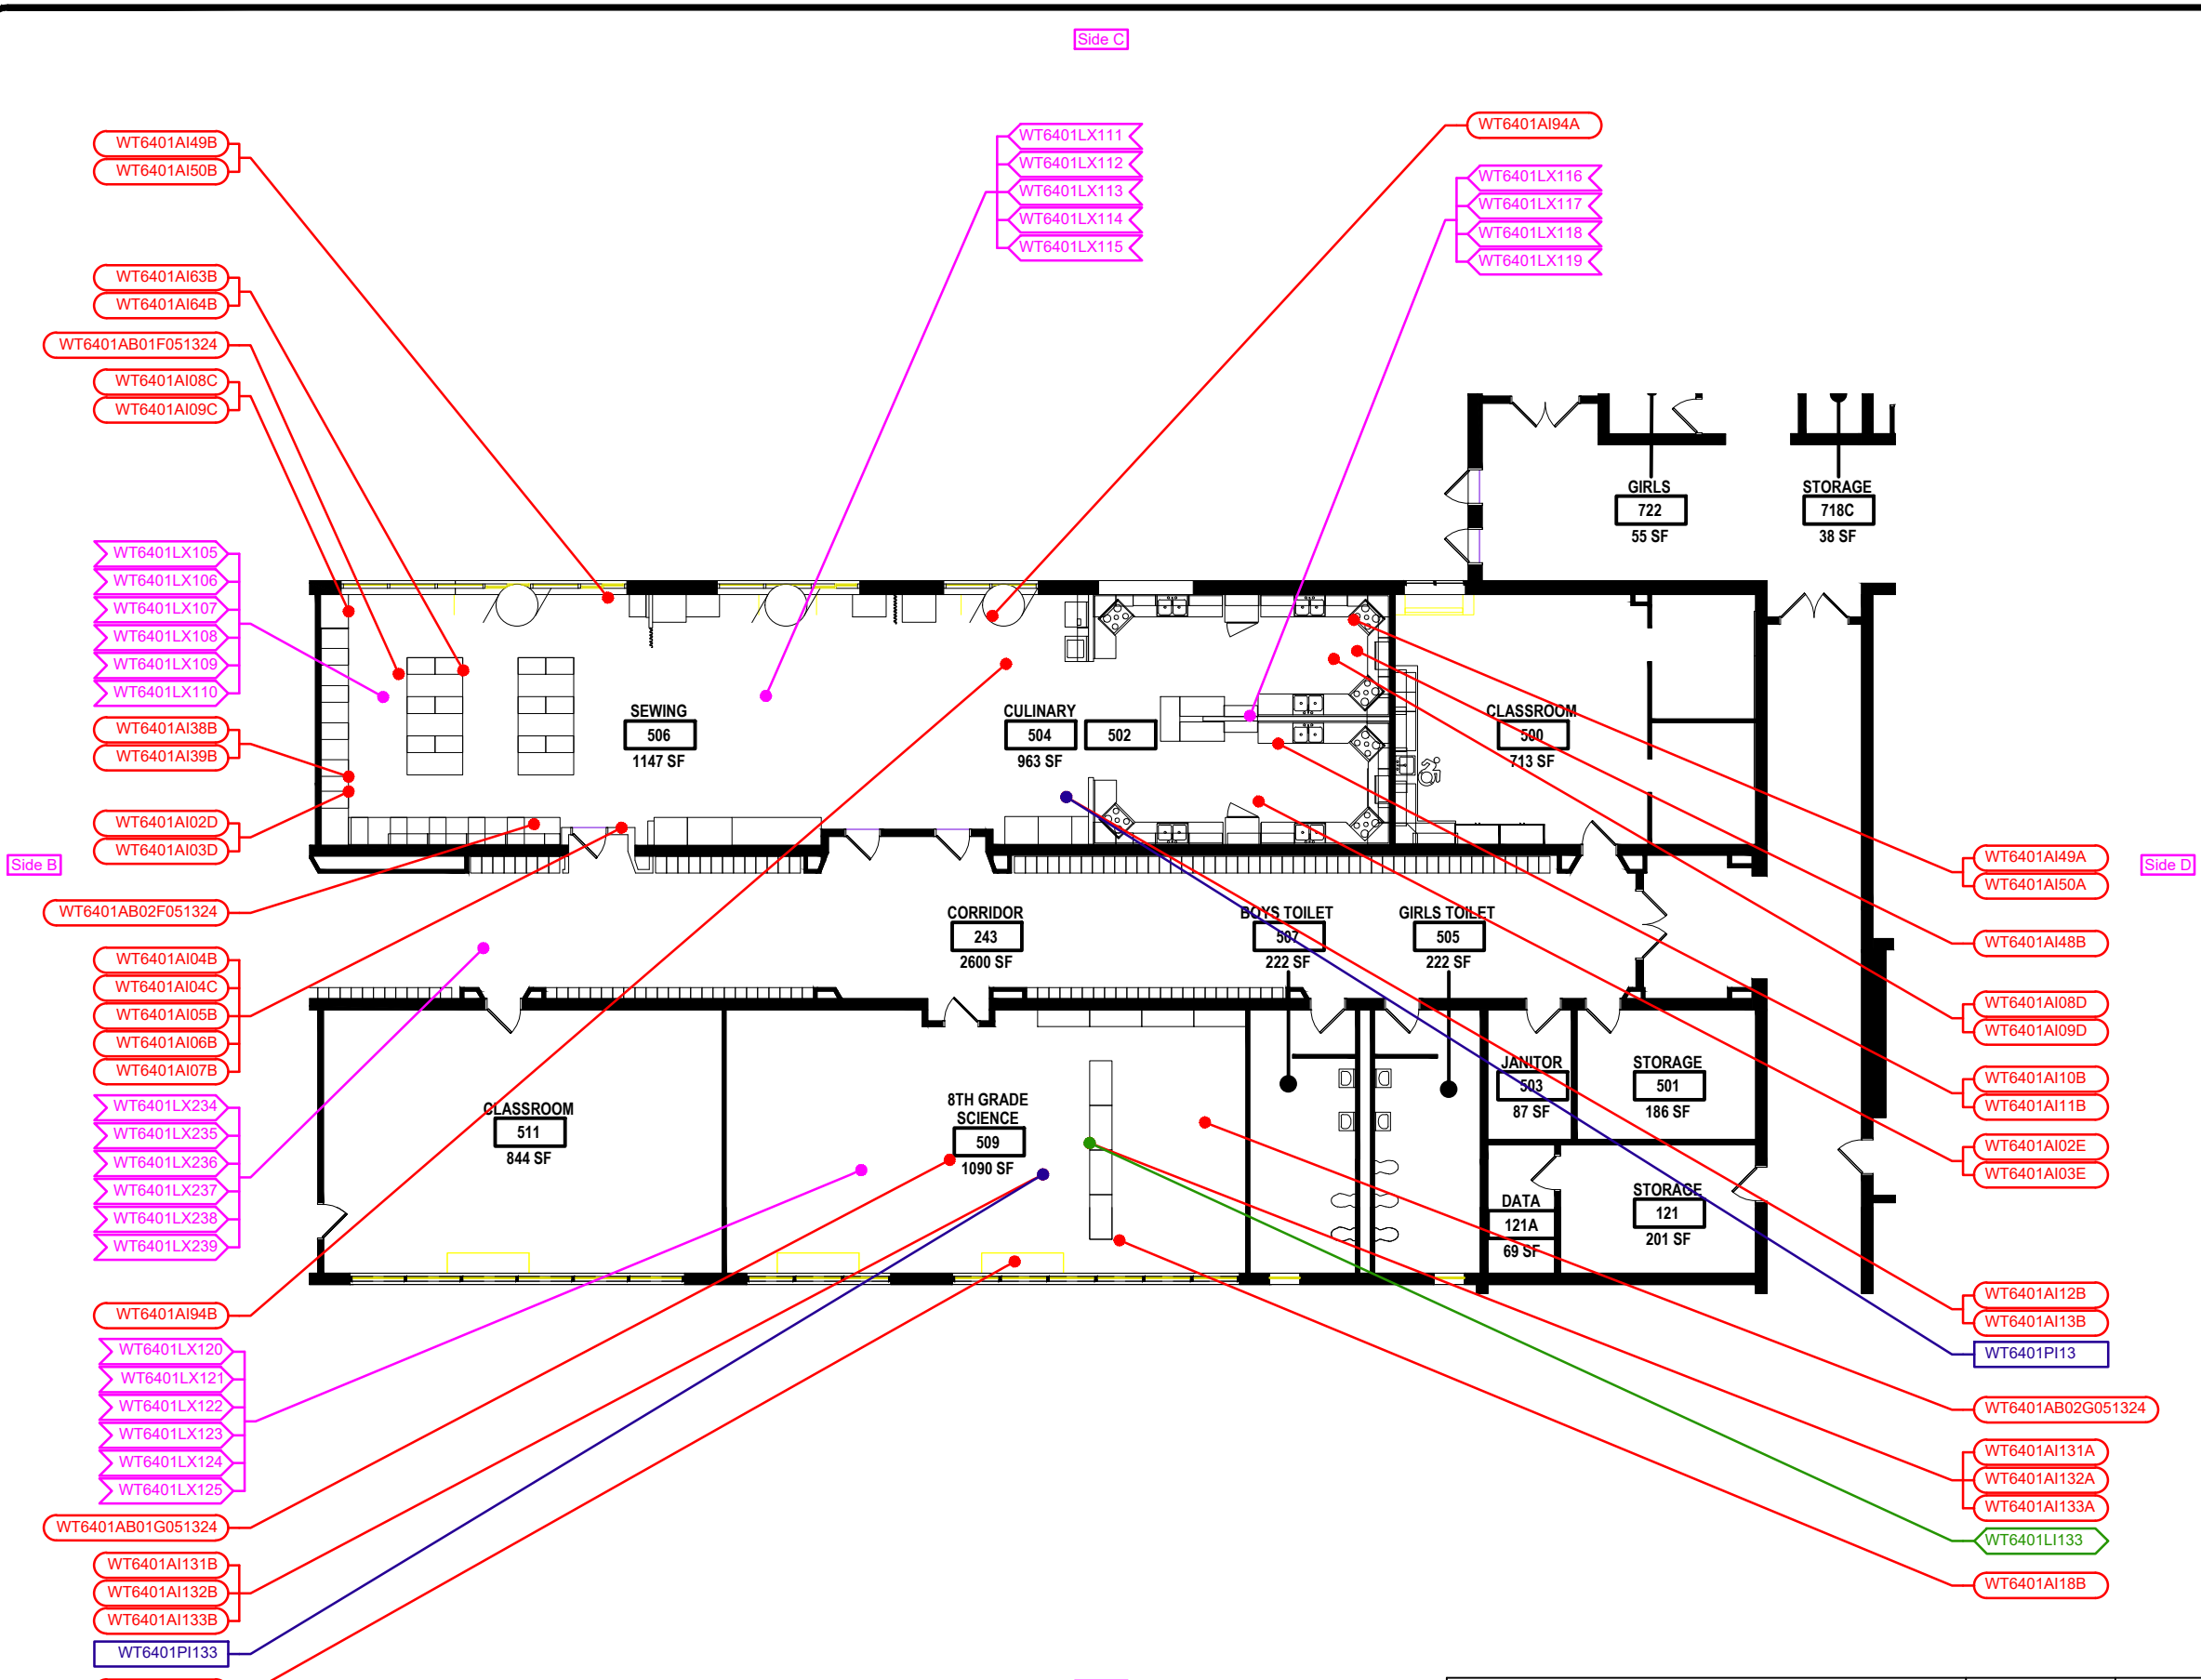 Side C
WT6401AI49B
WT6401AI50B
WT6401LX111
WT6401LX112
WT6401LX113
WT6401LX114
WT6401LX115
WT6401AI94A
WT6401LX116
WT6401LX117
WT6401LX118
WT6401LX119
WT6401AI63B
WT6401AI64B
WT6401AB01F051324
WT6401AI08C
WT6401AI09C
GIRLS
722
55 SF
STORAGE
718C
38 SF
WT6401LX105
WT6401LX106
WT6401LX107
WT6401LX108
WT6401LX109
WT6401LX110
SEWING
506
1147 SF
CULINARY
504
963 SF
502
CLASSROOM
500
713 SF
WT6401AI38B
WT6401AI39B
WT6401AI02D
WT6401AI03D
Side B
WT6401AB02F051324
WT6401AI49A
WT6401AI50A
Side D
WT6401AI48B
CORRIDOR
243
2600 SF
BOYS TOILET
507
222 SF
GIRLS TOILET
505
222 SF
WT6401AI04B
WT6401AI04C
WT6401AI05B
WT6401AI06B
WT6401AI07B
WT6401AI08D
WT6401AI09D
WT6401AI10B
WT6401AI11B
WT6401AI02E
WT6401AI03E
JANITOR
503
87 SF
STORAGE
501
186 SF
WT6401LX234
WT6401LX235
WT6401LX236
WT6401LX237
WT6401LX238
WT6401LX239
CLASSROOM
511
844 SF
8TH GRADE
SCIENCE
509
1090 SF
DATA
121A
69 SF
STORAGE
121
201 SF
WT6401AI94B
WT6401AI12B
WT6401AI13B
WT6401PI13
WT6401LX120
WT6401LX121
WT6401LX122
WT6401LX123
WT6401LX124
WT6401LX125
WT6401AB02G051324
WT6401AI131A
WT6401AI132A
WT6401AI133A
WT6401LI133
WT6401AI18B
WT6401AB01G051324
WT6401AI131B
WT6401AI132B
WT6401AI133B
WT6401PI133